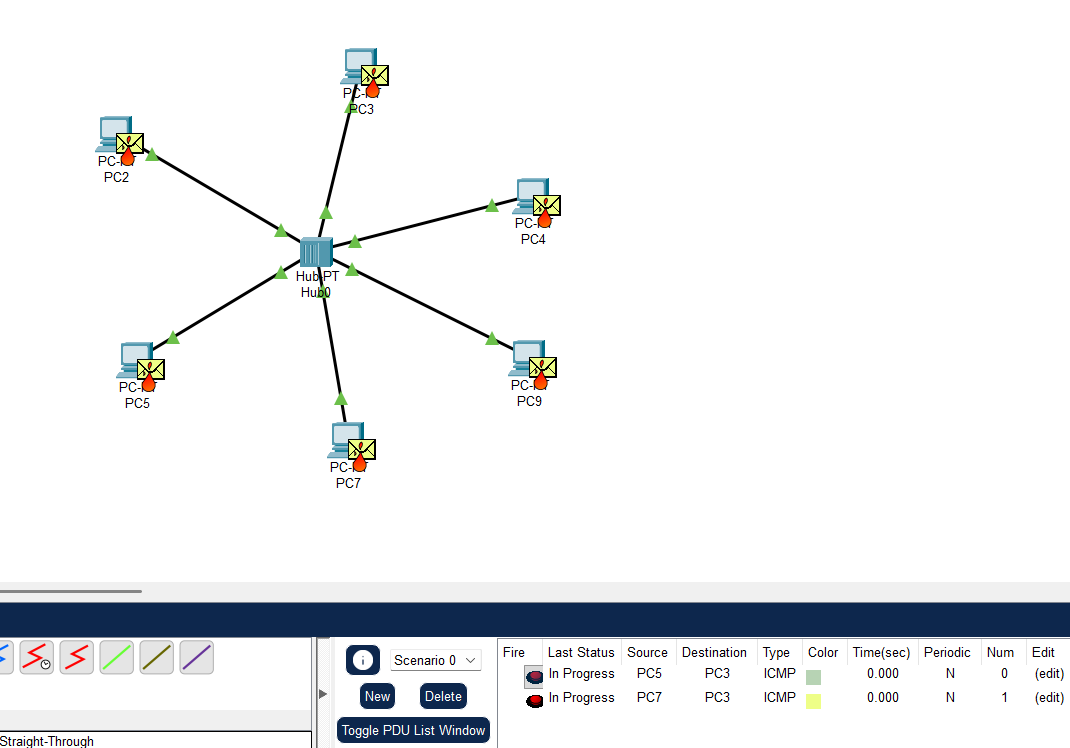 PC-PT
PC3
PC-PT
PC2
PC-PT
PC4
Hub-PT
Hub0
PC-PT
PC5
PC-PT
PC9
PC-PT
PC7
Scenario 0
New
Delete
Toggle PDU List Window
Fire Last Status Source Destination Type Color Time(sec) Periodic Num Edit
In Progress PC5 PC3 ICMP 0.000 N 0 (edit)
In Progress PC7 PC3 ICMP 0.000 N 1 (edit)
Straight-Through